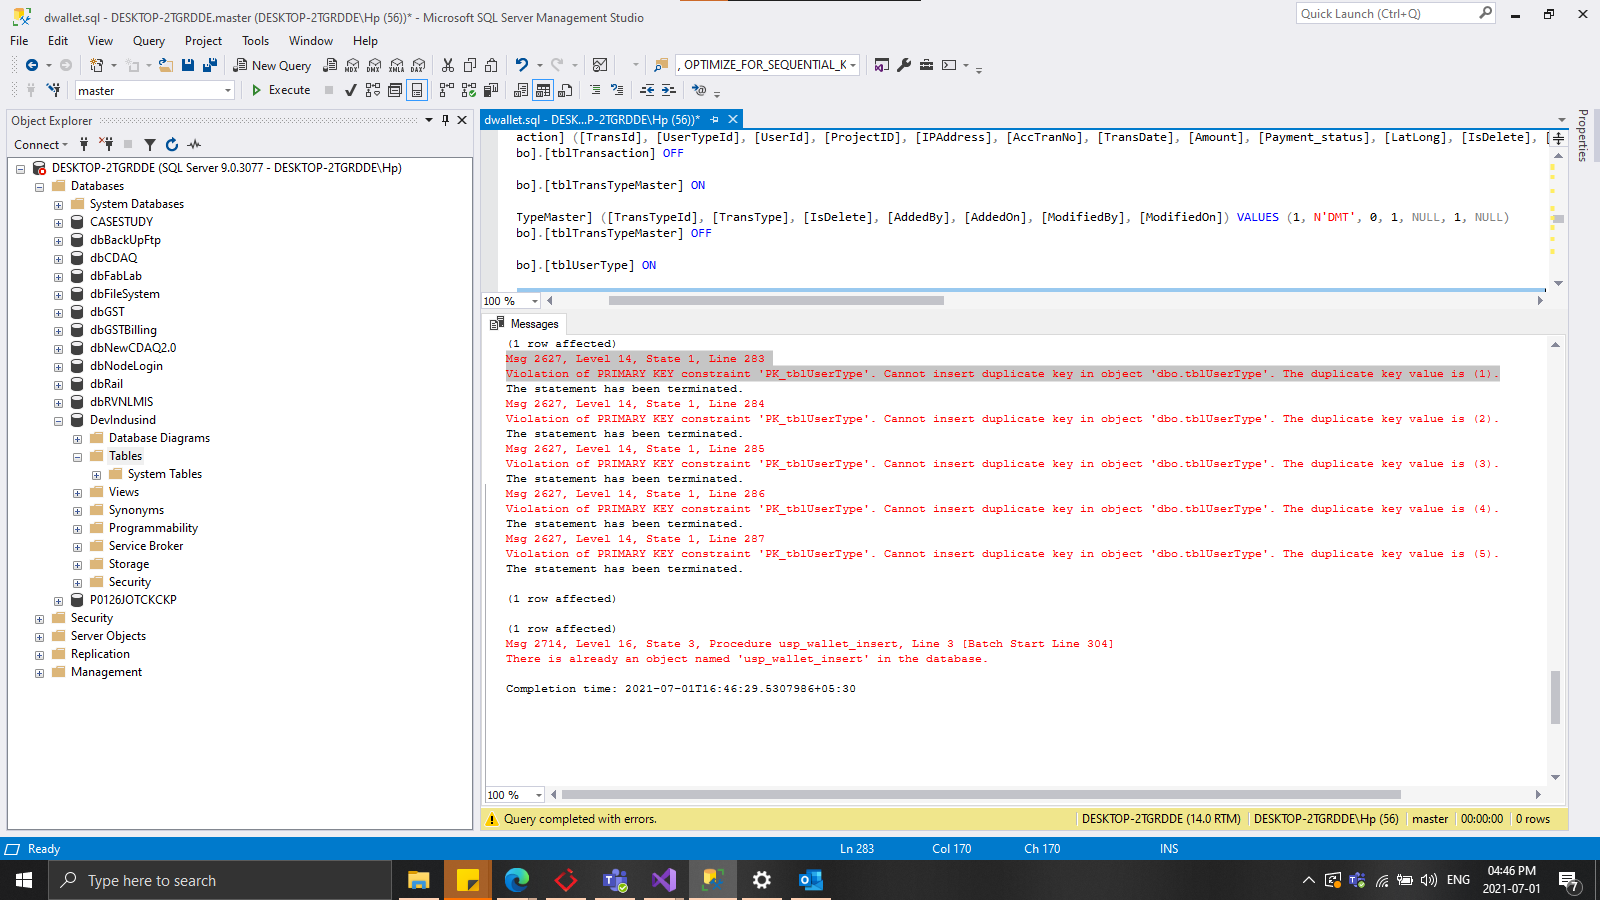 dwallet.sql - DESKTOP-2TGRDDE.master (DESKTOP-2TGRDDE\Hp (56))* - Microsoft SQL Server Management Studio
Quick Launch (Ctrl+Q)
File Edit View Query Project Tools Window Help
New Query
MDX DMX XMLA DAX
, OPTIMIZE_FOR_SEQUENTIAL_K
master
Execute
Object Explorer
Connect
DESKTOP-2TGRDDE (SQL Server 9.0.3077 - DESKTOP-2TGRDDE\Hp)
Databases
System Databases
CASESTUDY
dbBackUpFtp
dbCDAQ
dbFabLab
dbFileSystem
dbGST
dbGSTBilling
dbNewCDAQ2.0
dbNodeLogin
dbRail
dbRVNLMIS
DevIndusind
Database Diagrams
Tables
System Tables
Views
Synonyms
Programmability
Service Broker
Storage
Security
P0126JOTCKCKP
Security
Server Objects
Replication
Management
dwallet.sql - DESK...P-2TGRDDE\Hp (56))*
Properties
action] ([TransId], [UserTypeId], [UserId], [ProjectID], [IPAddress], [AccTranNo], [TransDate], [Amount], [Payment_status], [LatLong], [IsDelete], [
bo].[tblTransaction] OFF
bo].[tblTransTypeMaster] ON
TypeMaster] ([TransTypeId], [TransType], [IsDelete], [AddedBy], [AddedOn], [ModifiedBy], [ModifiedOn]) VALUES (1, N'DMT', 0, 1, NULL, 1, NULL)
bo].[tblTransTypeMaster] OFF
bo].[tblUserType] ON
100 %
Messages
(1 row affected)
Msg 2627, Level 14, State 1, Line 283
Violation of PRIMARY KEY constraint 'PK_tblUserType'. Cannot insert duplicate key in object 'dbo.tblUserType'. The duplicate key value is (1).
The statement has been terminated.
Msg 2627, Level 14, State 1, Line 284
Violation of PRIMARY KEY constraint 'PK_tblUserType'. Cannot insert duplicate key in object 'dbo.tblUserType'. The duplicate key value is (2).
The statement has been terminated.
Msg 2627, Level 14, State 1, Line 285
Violation of PRIMARY KEY constraint 'PK_tblUserType'. Cannot insert duplicate key in object 'dbo.tblUserType'. The duplicate key value is (3).
The statement has been terminated.
Msg 2627, Level 14, State 1, Line 286
Violation of PRIMARY KEY constraint 'PK_tblUserType'. Cannot insert duplicate key in object 'dbo.tblUserType'. The duplicate key value is (4).
The statement has been terminated.
Msg 2627, Level 14, State 1, Line 287
Violation of PRIMARY KEY constraint 'PK_tblUserType'. Cannot insert duplicate key in object 'dbo.tblUserType'. The duplicate key value is (5).
The statement has been terminated.
(1 row affected)
(1 row affected)
Msg 2714, Level 16, State 3, Procedure usp_wallet_insert, Line 3 [Batch Start Line 304]
There is already an object named 'usp_wallet_insert' in the database.
Completion time: 2021-07-01T16:46:29.5307986+05:30
100 %
Query completed with errors.
DESKTOP-2TGRDDE (14.0 RTM) DESKTOP-2TGRDDE\Hp (56) master 00:00:00 0 rows
Ready Ln 283 Col 170 Ch 170 INS
Type here to search
ENG
04:46 PM
2021-07-01
7